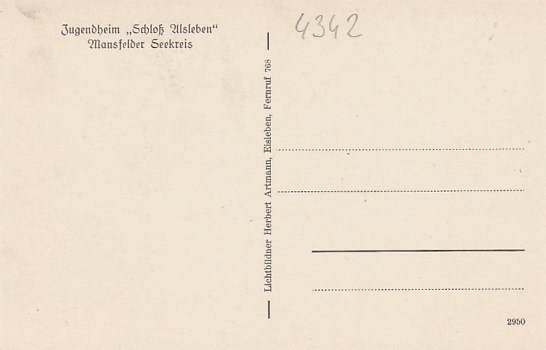 Jugendheim „Schloß Alsleben“
Mansfelder Seekreis
4342
Lichtbildner Herbert Artmann, Eisleben, Fernruf 768
2950